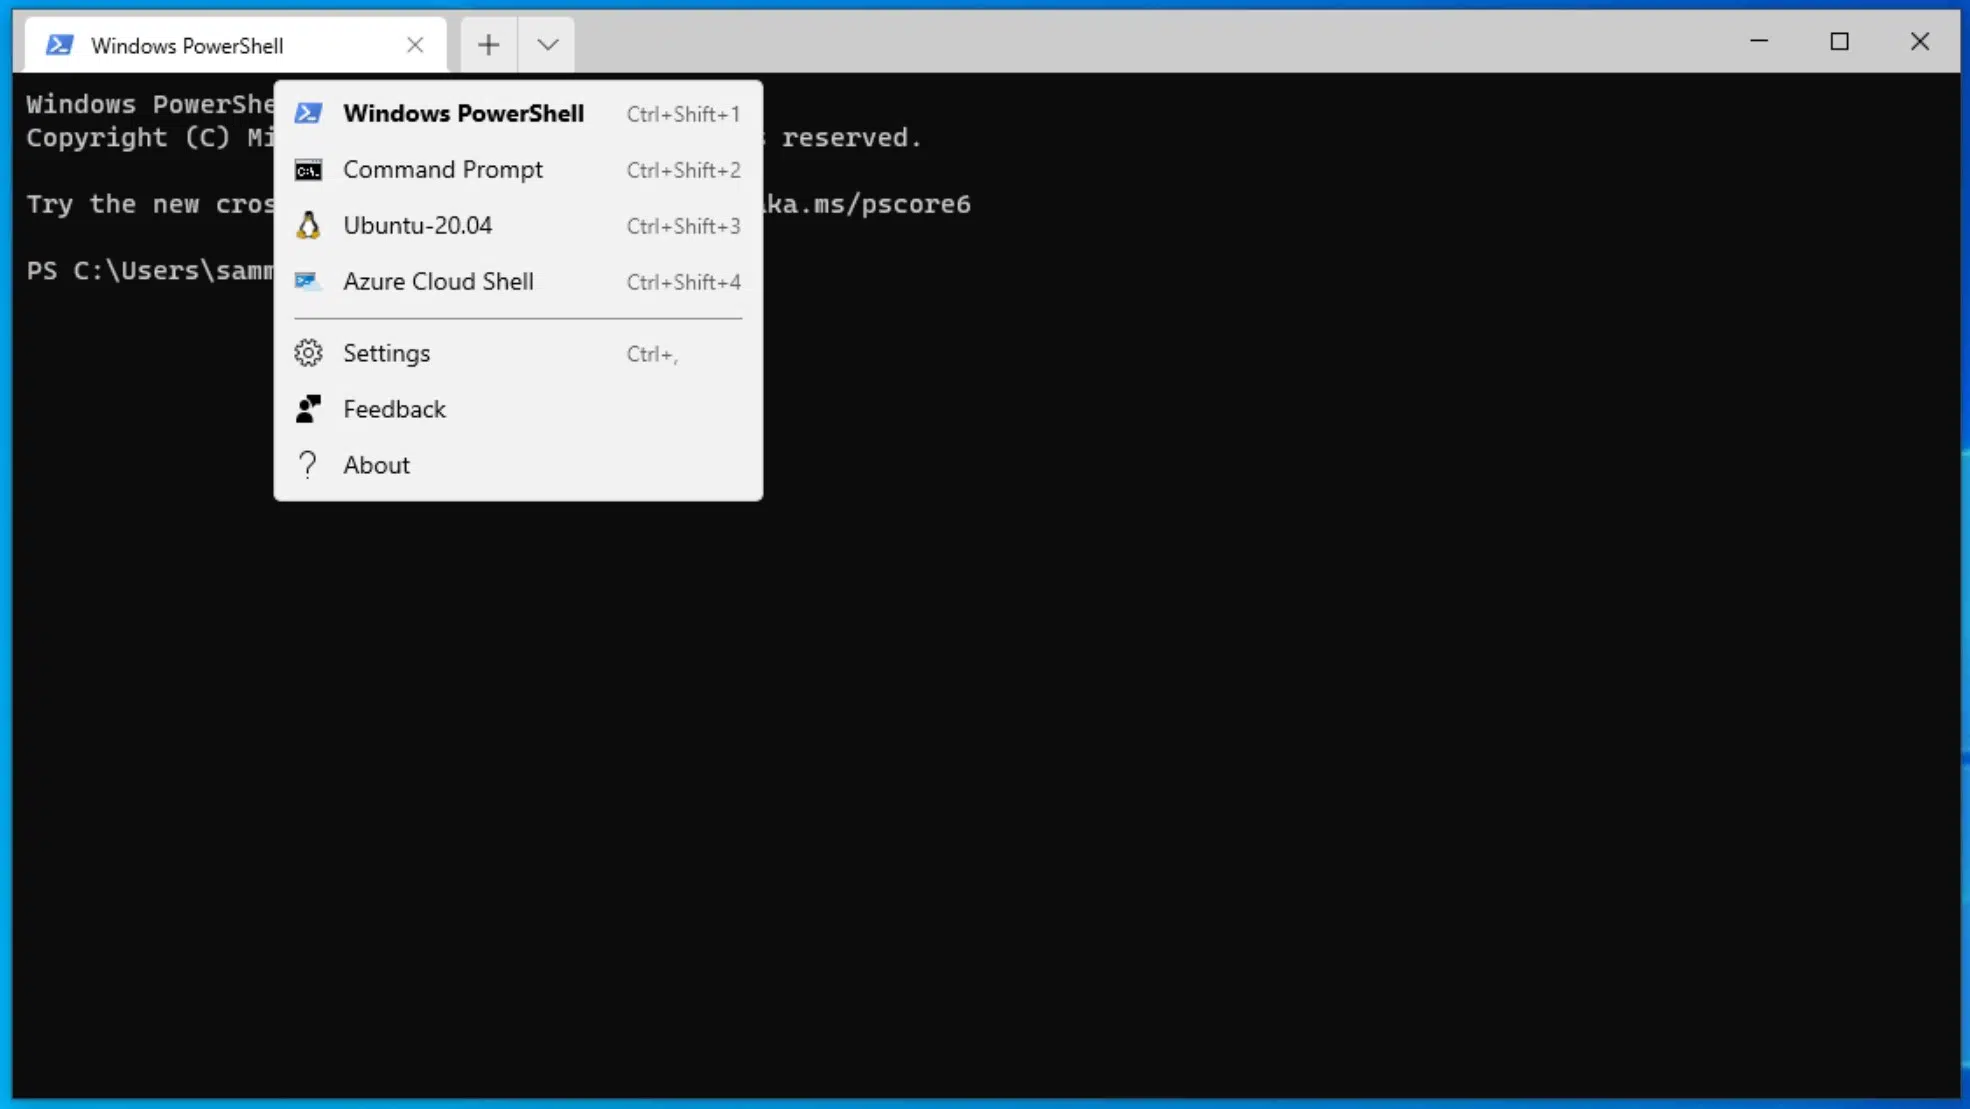 Windows PowerShell
Windows PowerShe
Copyright (C) Mi
reserved.
Try the new cros
ka.ms/pscore6
PS C:\Users\samm
Windows PowerShell Ctrl+Shift+1
Command Prompt Ctrl+Shift+2
Ubuntu-20.04 Ctrl+Shift+3
Azure Cloud Shell Ctrl+Shift+4
Settings Ctrl+,
Feedback
About